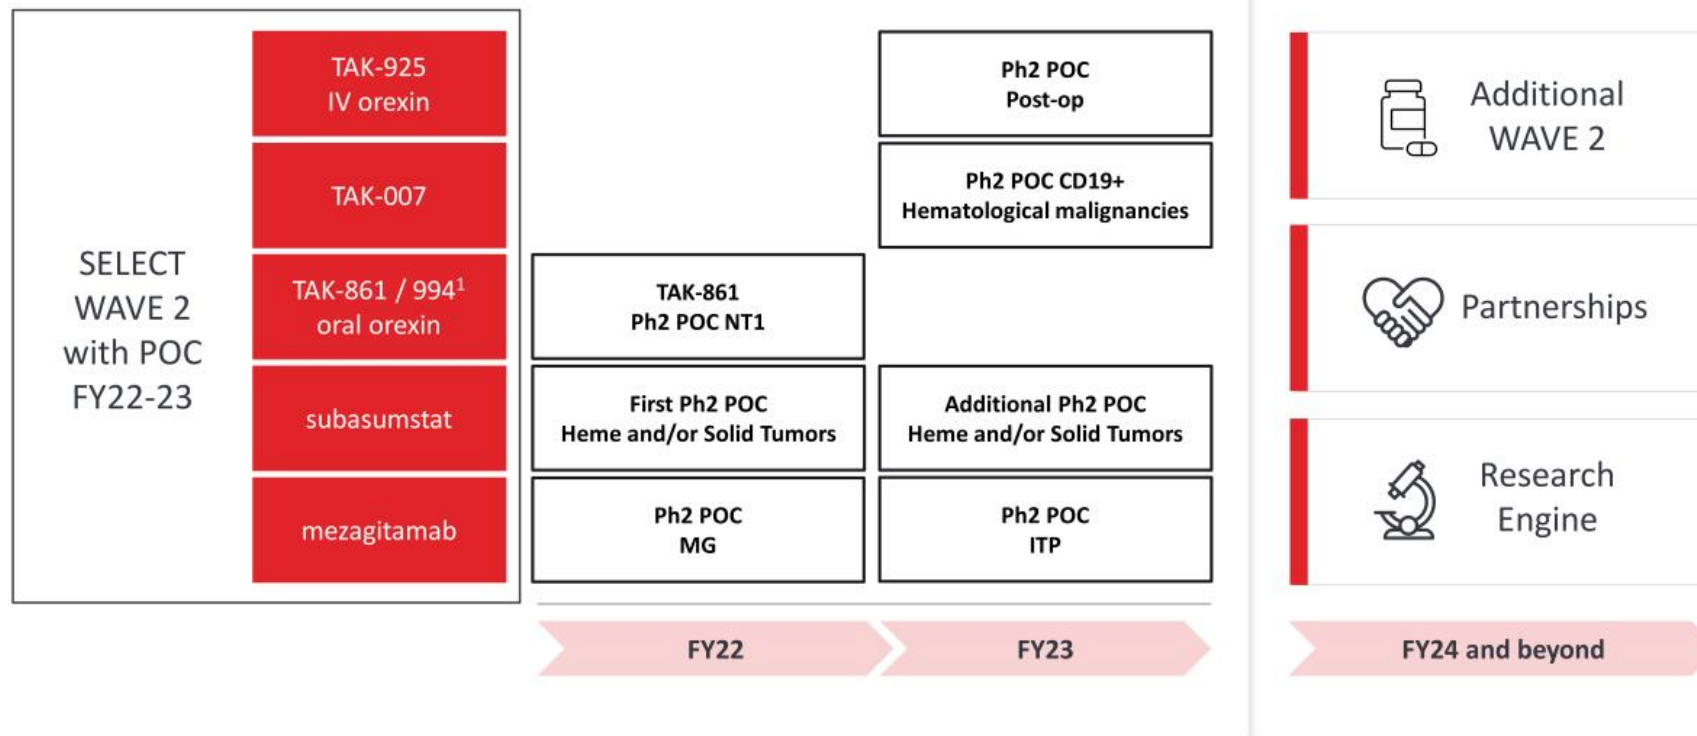 SELECT
WAVE 2
with POC
FY22-23
TAK-925
IV orexin
Ph2 POC
Post-op
TAK-007
Ph2 POC CD19+
Hematological malignancies
TAK-861 / 994¹
oral orexin
TAK-861
Ph2 POC NT1
subasumstat
First Ph2 POC
Heme and/or Solid Tumors
Additional Ph2 POC
Heme and/or Solid Tumors
mezagitamab
Ph2 POC
MG
Ph2 POC
ITP
FY22
FY23
Additional
WAVE 2
Partnerships
Research
Engine
FY24 and beyond